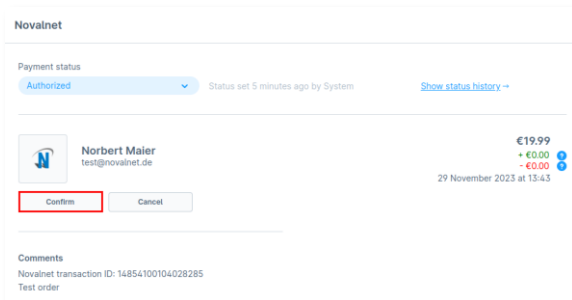 Novalnet
Payment status
Authorized
Status set 5 minutes ago by System
Show status history →
N
Norbert Maier
test@novalnet.de
€19.99
+ €0.00
- €0.00
29 November 2023 at 13:43
Confirm
Cancel
Comments
Novalnet transaction ID: 14854100104028285
Test order